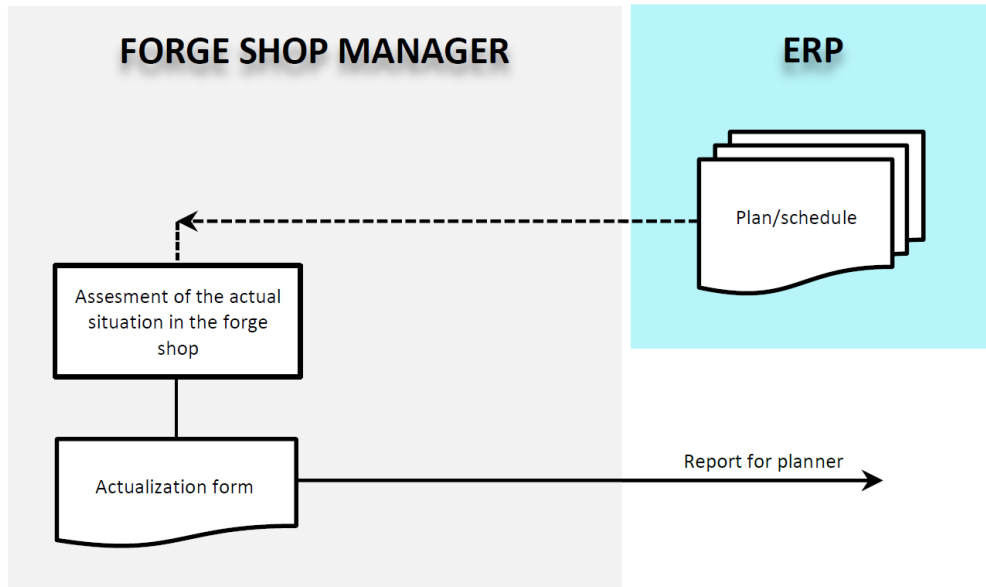 FORGE SHOP MANAGER
ERP
Plan/schedule
Assesment of the actual
situation in the forge
shop
Report for planner
Actualization form